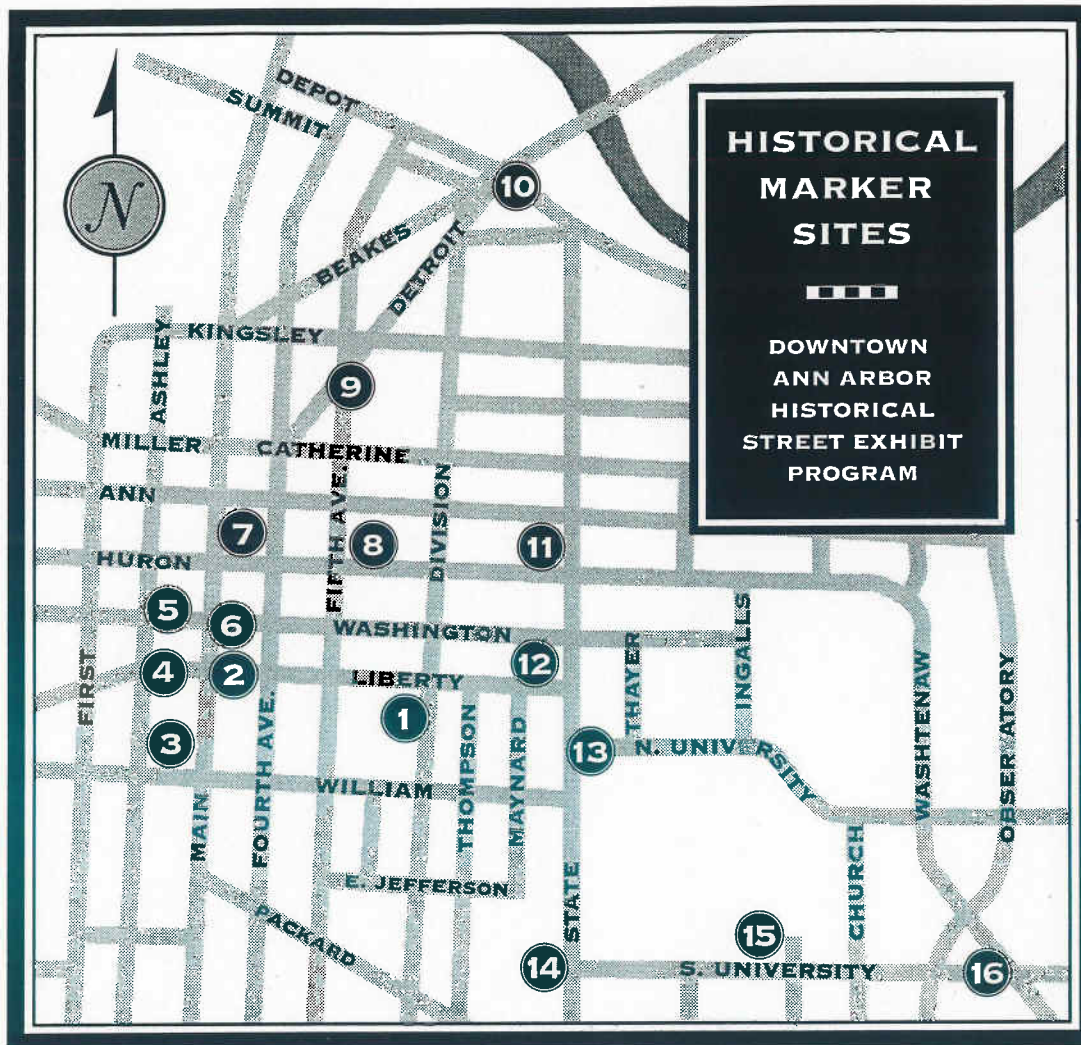 DEPOT
SUMMIT
N
10
BEAKES
DETROIT
KINGSLEY
ASHLEY
9
MILLER
CATHERINE
ANN
FIFTH AVE.
DIVISION
7
8
11
HURON
5
6
WASHINGTON
INGALLS
THAYER
12
4
2
LIBERTY
FIRST
1
3
13
N. UNIVERSITY
WASHTENAW
OBSERVATORY
WILLIAM
MAIN
FOURTH AVE.
THOMPSON
MAYNARD
CHURCH
E. JEFFERSON
PACKARD
STATE
15
14
S. UNIVERSITY
16
HISTORICAL
MARKER
SITES
DOWNTOWN
ANN ARBOR
HISTORICAL
STREET EXHIBIT
PROGRAM